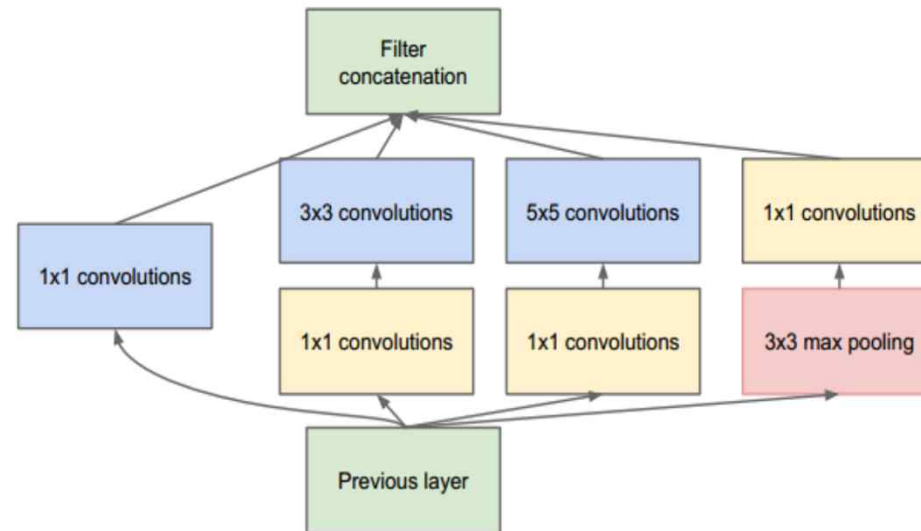 Filter
concatenation
3x3 convolutions
5x5 convolutions
1x1 convolutions
1x1 convolutions
1x1 convolutions
1x1 convolutions
3x3 max pooling
Previous layer